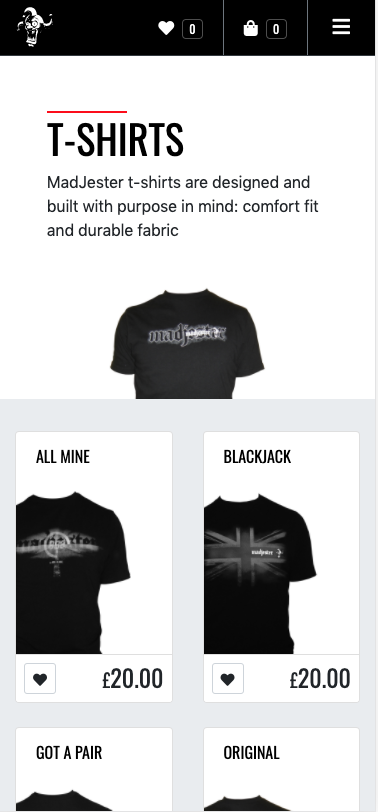 0
0
T-SHIRTS
MadJester t-shirts are designed and
built with purpose in mind: comfort fit
and durable fabric
madjester
ALL MINE
BLACKJACK
madjester
£20.00
£20.00
GOT A PAIR
ORIGINAL